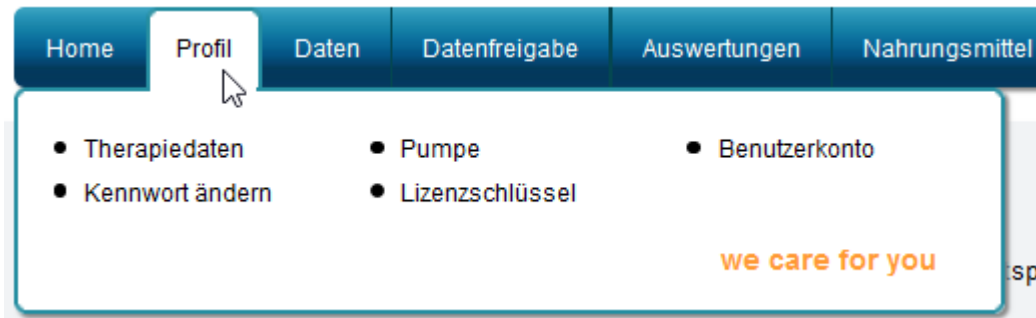 Home Profil Daten Datenfreigabe Auswertungen Nahrungsmittel
Therapiedaten Pumpe Benutzerkonto
Kennwort ändern Lizenzschlüssel
we care for you